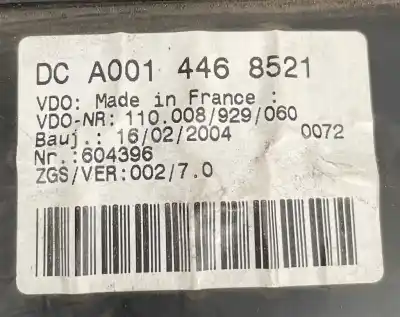 DC A001 446 8521
VDO: Made in France :
VDO-NR: 110.008/929/060
Bauj.: 16/02/2004 0072
Nr.:604396
ZGS/VER:002/7.0